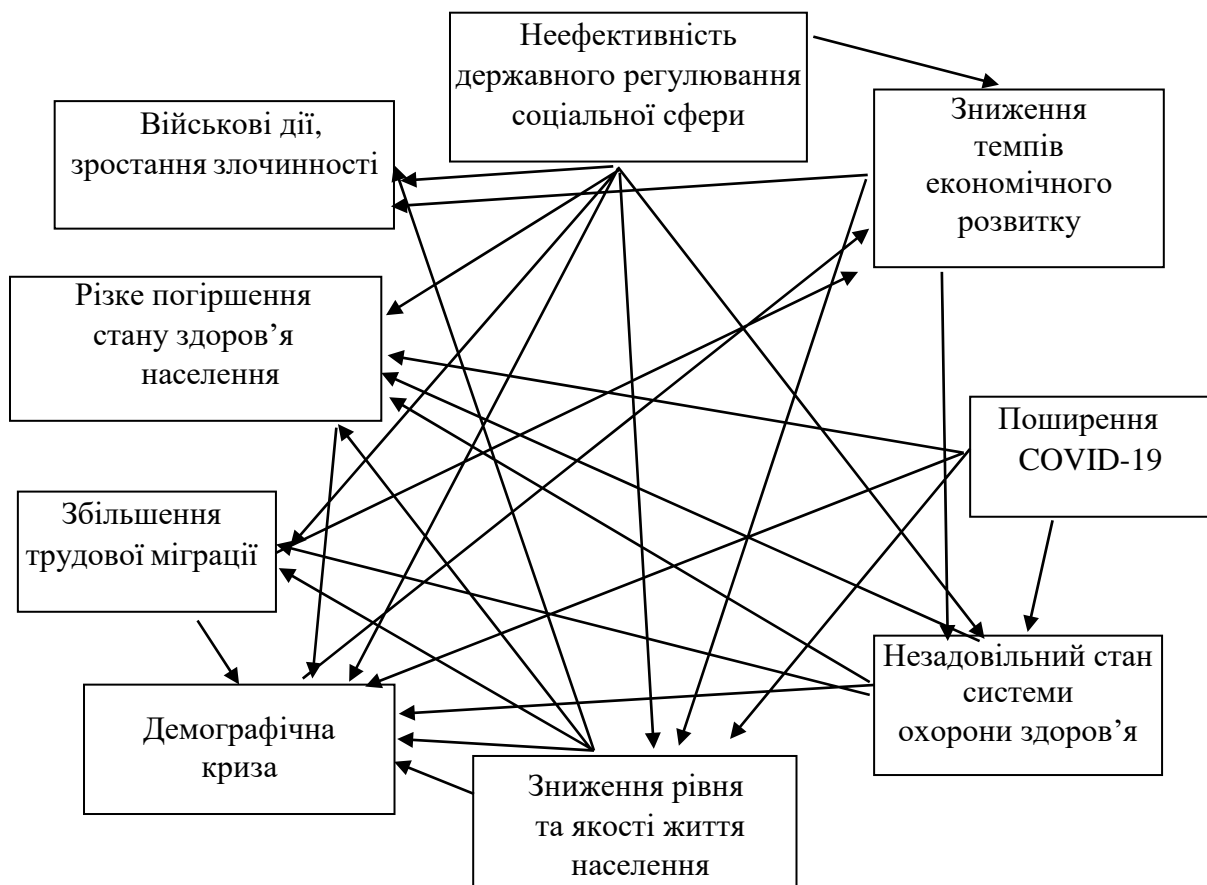 Неефективність
державного регулювання
соціальної сфери
Військові дії,
зростання злочинності
Зниження
темпів
економічного
розвитку
Різке погіршення
стану здоров’я
населення
Поширення
COVID-19
Збільшення
трудової міграції
Незадовільний стан
системи
охорони здоров’я
Демографічна
криза
Зниження рівня
та якості життя
населення